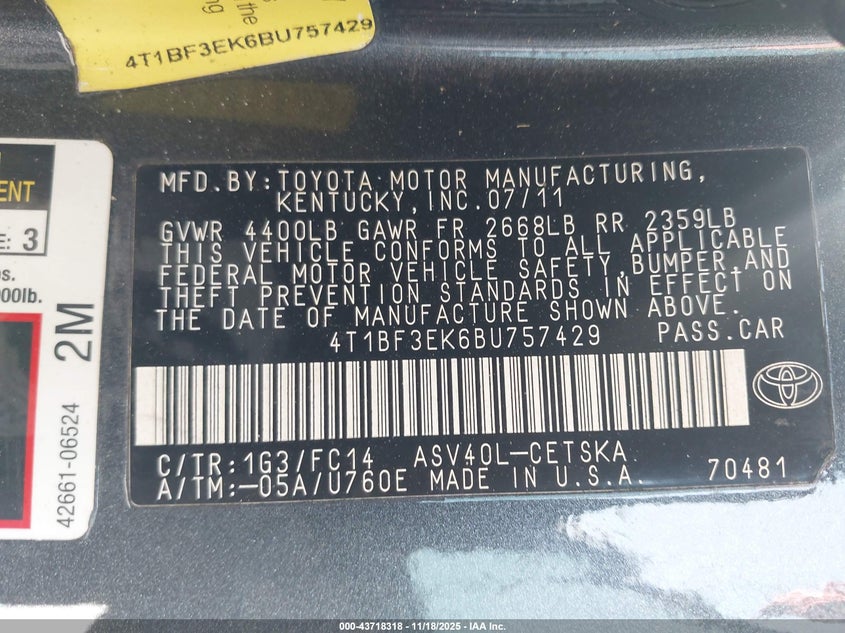 the
ng
4T1BF3EK6BU757429
ENT
E: 3
000lb.
2M
42661-06524
MFD.BY:TOYOTA MOTOR MANUFACTURING,
KENTUCKY,INC.07/11
GVWR 4400LB GAWR FR 2668LB RR 2359LB
THIS VEHICLE CONFORMS TO ALL APPLICABLE
FEDERAL MOTOR VEHICLE SAFETY,BUMPER,AND
THEFT PREVENTION STANDARDS IN EFFECT ON
THE DATE OF MANUFACTURE SHOWN ABOVE.
4T1BF3EK6BU757429 PASS.CAR
C/TR:1G3/FC14 ASV40L-CETSKA
A/TM:-05A/U760E MADE IN U.S.A. 70481
000-43718318 - 11/18/2025 - IAA Inc.